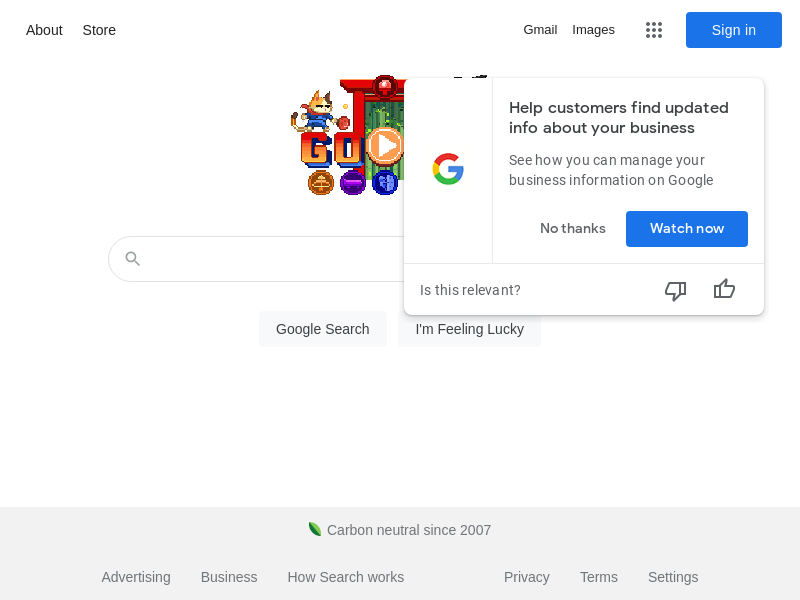 About Store Gmail Images Sign in
GO
Help customers find updated
info about your business
See how you can manage your
business information on Google
No thanks Watch now
Is this relevant?
Google Search I'm Feeling Lucky
Carbon neutral since 2007
Advertising Business How Search works Privacy Terms Settings